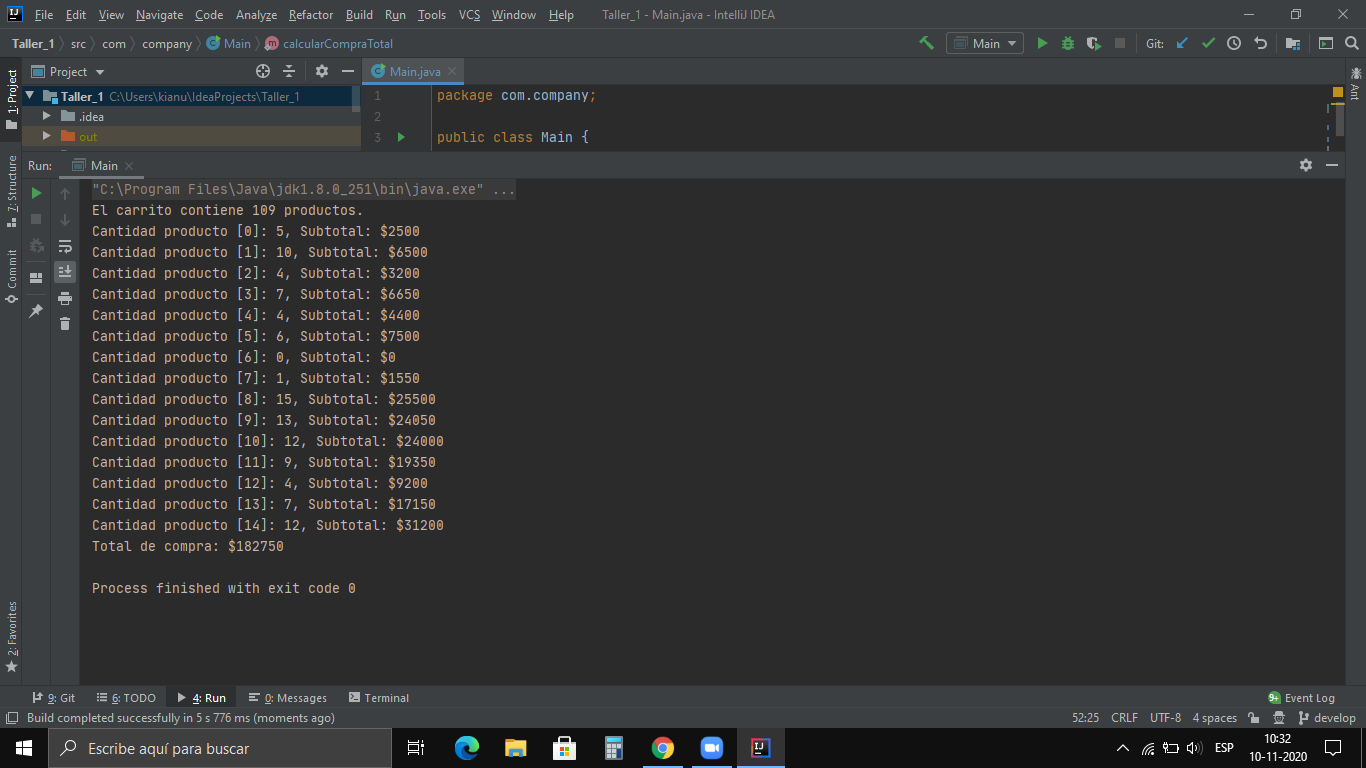 File Edit View Navigate Code Analyze Refactor Build Run Tools VCS Window Help Taller_1 - Main.java - IntelliJ IDEA
Taller_1 src com company Main calcularCompraTotal Main Git:
Project Main.java
Taller_1 C:\Users\kianu\IdeaProjects\Taller_1
.idea
out
1 package com.company;
2
3 public class Main {
1: Project
7: Structure
Commit
2: Favorites
Ant
Run: Main
"C:\Program Files\Java\jdk1.8.0_251\bin\java.exe" ...
El carrito contiene 109 productos.
Cantidad producto [0]: 5, Subtotal: $2500
Cantidad producto [1]: 10, Subtotal: $6500
Cantidad producto [2]: 4, Subtotal: $3200
Cantidad producto [3]: 7, Subtotal: $6650
Cantidad producto [4]: 4, Subtotal: $4400
Cantidad producto [5]: 6, Subtotal: $7500
Cantidad producto [6]: 0, Subtotal: $0
Cantidad producto [7]: 1, Subtotal: $1550
Cantidad producto [8]: 15, Subtotal: $25500
Cantidad producto [9]: 13, Subtotal: $24050
Cantidad producto [10]: 12, Subtotal: $24000
Cantidad producto [11]: 9, Subtotal: $19350
Cantidad producto [12]: 4, Subtotal: $9200
Cantidad producto [13]: 7, Subtotal: $17150
Cantidad producto [14]: 12, Subtotal: $31200
Total de compra: $182750
Process finished with exit code 0
9: Git 6: TODO 4: Run 0: Messages Terminal 9+ Event Log
Build completed successfully in 5 s 776 ms (moments ago) 52:25 CRLF UTF-8 4 spaces develop
Escribe aquí para buscar ESP 10:32
10-11-2020